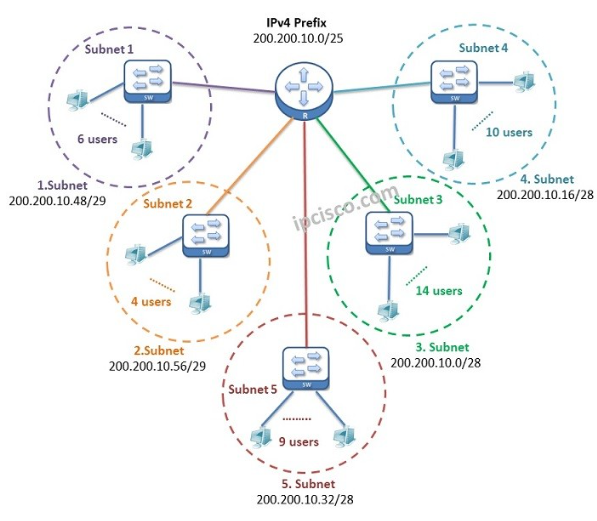 IPv4 Prefix
200.200.10.0/25
Subnet 1
SW
6 users
1.Subnet
200.200.10.48/29
R
Subnet 4
SW
10 users
4. Subnet
200.200.10.16/28
Subnet 2
SW
4 users
2.Subnet
200.200.10.56/29
ipcisco.com
Subnet 3
SW
14 users
3. Subnet
200.200.10.0/28
SW
Subnet 5
9 users
5. Subnet
200.200.10.32/28